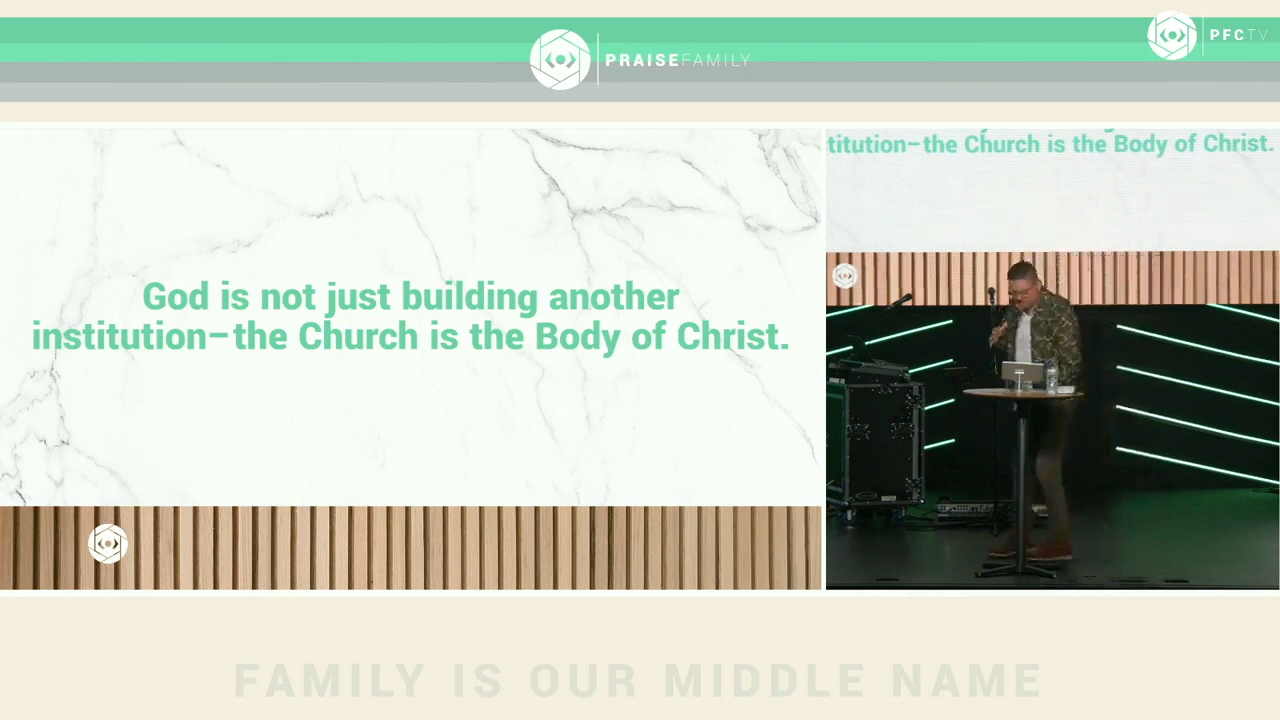 PRAISEFAMILY
PFCTV
God is not just building another
institution–the Church is the Body of Christ.
titution–the Church is the Body of Christ.
FAMILY IS OUR MIDDLE NAME